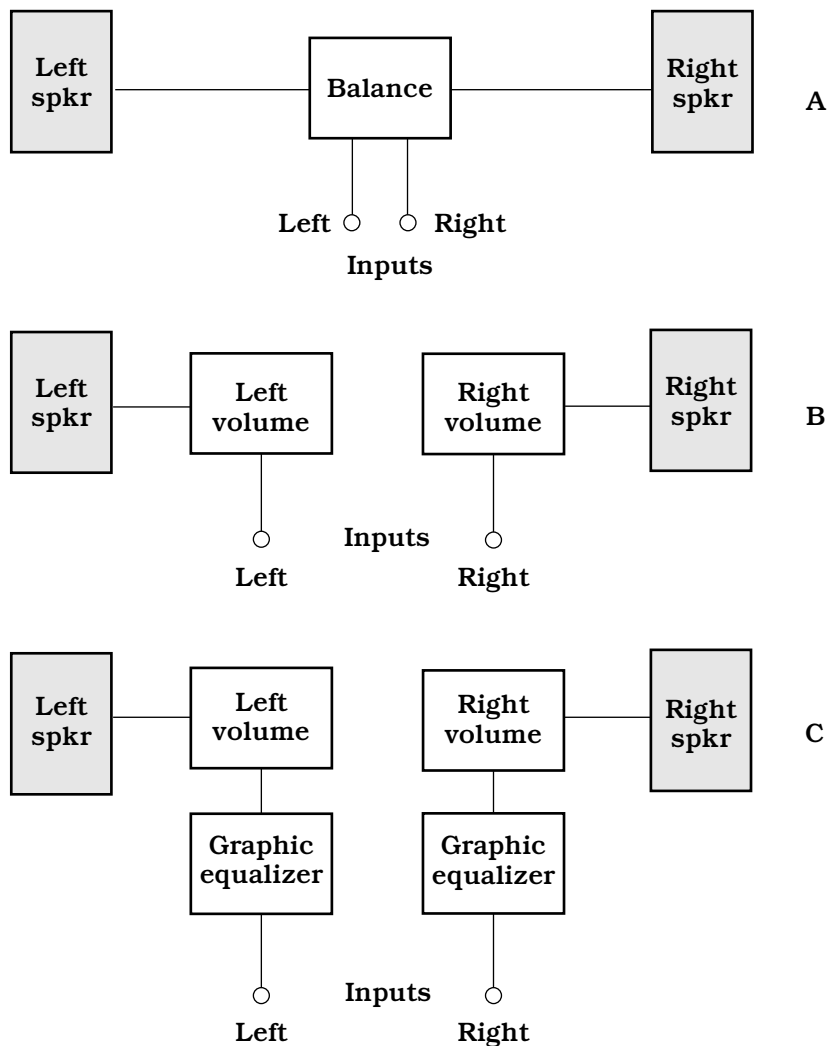 Left
spkr
Balance
Right
spkr
A
Left
Right
Inputs
Left
spkr
Left
volume
Right
volume
Right
spkr
B
Inputs
Left
Right
Left
spkr
Left
volume
Right
volume
Right
spkr
C
Graphic
equalizer
Graphic
equalizer
Inputs
Left
Right